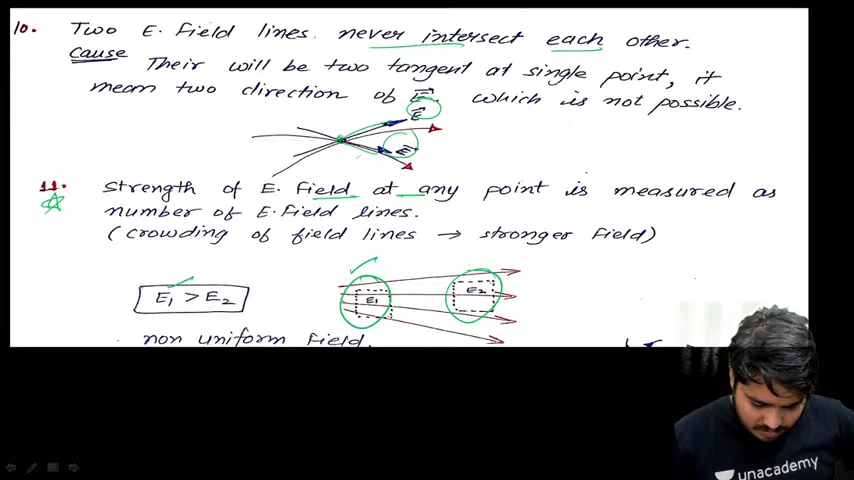 10. Two E. Field lines never intersect each other.
Cause Their will be two tangent at single point, it
mean two direction of E. which is not possible.
E
E
11. Strength of E. Field at any point is measured as
number of E. Field lines.
(crowding of field lines → stronger field)
E1 > E2
E1
E2
non uniform field.
unacademy